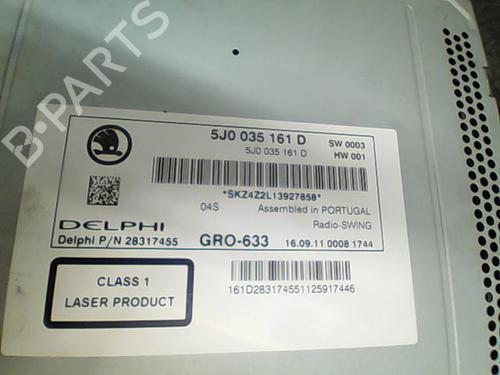 5J0 035 161 D
SW 0003
5J0 035 161 D
HW 001
*SKZ4Z2L13927858*
04S
Assembled in PORTUGAL
DELPHI
Radio-SWING
Delphi P/N 28317455
GRO-633
16.09.11 0008 1744
CLASS 1
LASER PRODUCT
161D283174551125917446
B-PARTS